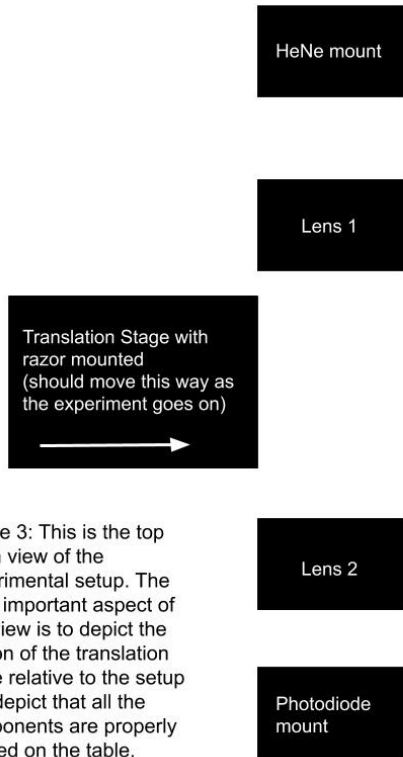 HeNe mount
Lens 1
Translation Stage with
razor mounted
(should move this way as
the experiment goes on)
e 3: This is the top
view of the
rimental setup. The
important aspect of
iew is to depict the
on of the translation
e relative to the setup
depict that all the
ponents are properly
ed on the table.
Lens 2
Photodiode
mount